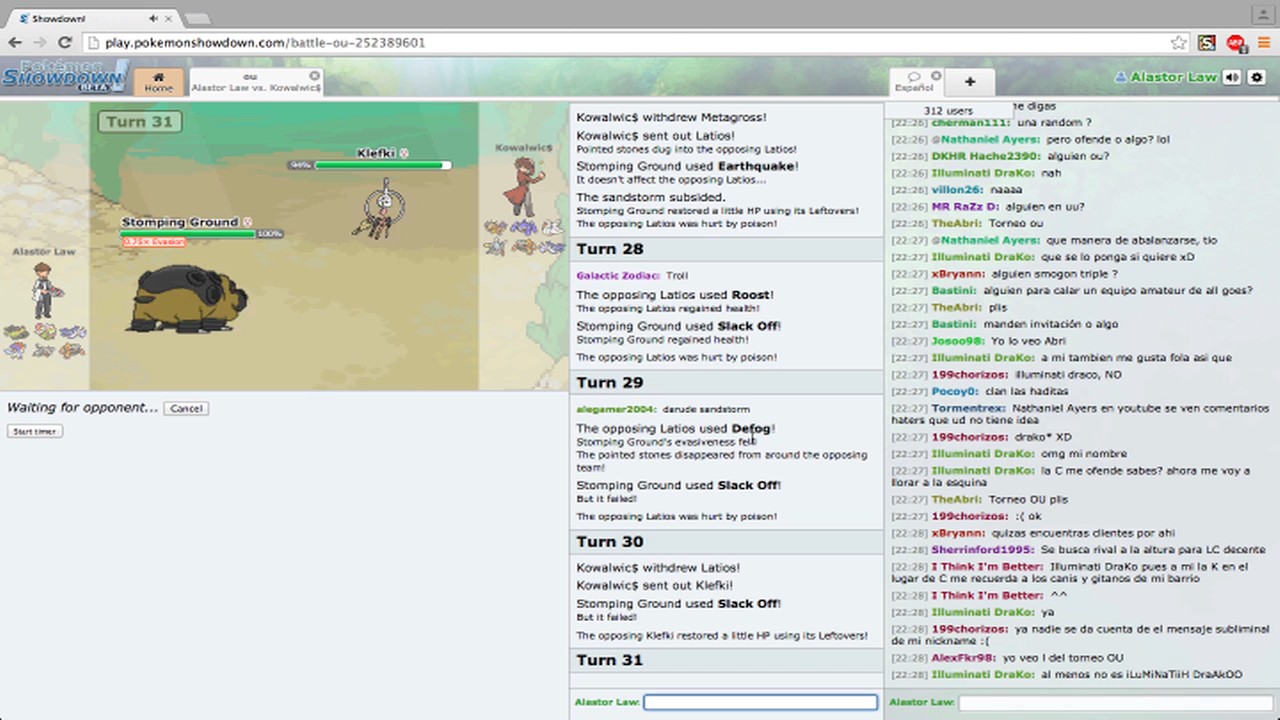 Showdown!
play.pokemonshowdown.com/battle-ou-252389601
Pokémon
SHOWDOWN!
BETA
Home
ou
Alastor Law vs. Kowalwic$
Español
+
Alastor Law
Turn 31
Klefki
96%
Kowalwic$
Stomping Ground
100%
0.75× Evasion
Alastor Law
Waiting for opponent... Cancel
Start timer
Kowalwic$ withdrew Metagross!
Kowalwic$ sent out Latios!
Pointed stones dug into the opposing Latios!
Stomping Ground used Earthquake!
It doesn't affect the opposing Latios...
The sandstorm subsided.
Stomping Ground restored a little HP using its Leftovers!
The opposing Latios was hurt by poison!
Turn 28
Galactic Zodiac: Troll
The opposing Latios used Roost!
The opposing Latios regained health!
Stomping Ground used Slack Off!
Stomping Ground regained health!
The opposing Latios was hurt by poison!
Turn 29
alegamer2004: darude sandstorm
The opposing Latios used Defog!
Stomping Ground's evasiveness fell!
The pointed stones disappeared from around the opposing
team!
Stomping Ground used Slack Off!
But it failed!
The opposing Latios was hurt by poison!
Turn 30
Kowalwic$ withdrew Latios!
Kowalwic$ sent out Klefki!
Stomping Ground used Slack Off!
But it failed!
The opposing Klefki restored a little HP using its Leftovers!
Turn 31
Alastor Law:
312 users
me digas
[22:26] cherman111: una random ?
[22:26] @Nathaniel Ayers: pero ofende o algo? lol
[22:26] DKHR Hache2390: alguien ou?
[22:26] Illuminati DraKo: nah
[22:26] villon26: naaaa
[22:26] MR RaZz D: alguien en uu?
[22:26] TheAbri: Torneo ou
[22:27] @Nathaniel Ayers: que manera de abalanzarse, tio
[22:27] Illuminati DraKo: que se lo ponga si quiere xD
[22:27] xBryann: alguien smogon triple ?
[22:27] Bastini: alguien para calar un equipo amateur de all goes?
[22:27] TheAbri: plis
[22:27] Bastini: manden invitación o algo
[22:27] Josoo98: Yo lo veo Abri
[22:27] Illuminati DraKo: a mi tambien me gusta fola asi que
[22:27] 199chorizos: illuminati draco, NO
[22:27] Pocoy0: clan las haditas
[22:27] Tormentrex: Nathaniel Ayers en youtube se ven comentarios
haters que ud no tiene idea
[22:27] 199chorizos: drako* XD
[22:27] Illuminati DraKo: omg mi nombre
[22:27] Illuminati DraKo: la C me ofende sabes? ahora me voy a
llorar a la esquina
[22:27] TheAbri: Torneo OU plis
[22:27] 199chorizos: :( ok
[22:28] xBryann: quizas encuentras clientes por ahi
[22:28] Sherrinford1995: Se busca rival a la altura para LC decente
[22:28] I Think I'm Better: Illuminati DraKo pues a mi la K en el
lugar de C me recuerda a los canis y gitanos de mi barrio
[22:28] I Think I'm Better: ^^
[22:28] Illuminati DraKo: ya
[22:28] 199chorizos: ya nadie se da cuenta de el mensaje subliminal
de mi nickname :(
[22:28] AlexFkr98: yo veo l del torneo OU
[22:28] Illuminati DraKo: al menos no es iLuMiNaTiiH DraAkOO
Alastor Law: